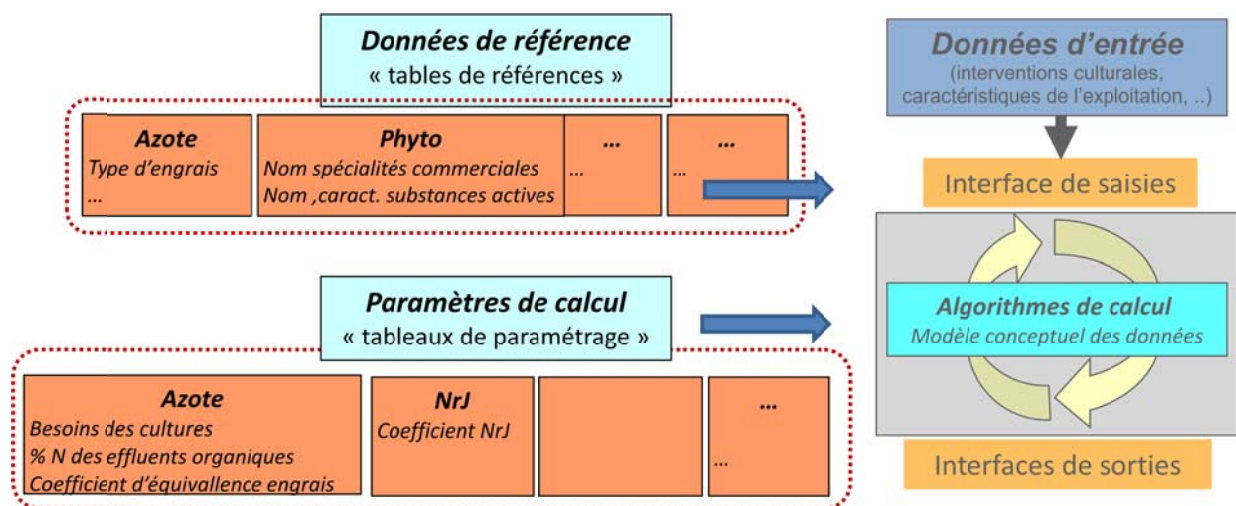 Données de référence
« tables de références »
Azote
Type d'engrais
...
Phyto
Nom spécialités commerciales
Nom ,caract. substances actives
...
...
...
...
Paramètres de calcul
« tableaux de paramétrage »
Azote
Besoins des cultures
% N des effluents organiques
Coefficient d'équivallence engrais
NrJ
Coefficient NrJ
...
...
Données d'entrée
(interventions culturales,
caractéristiques de l'exploitation, ..)
Interface de saisies
Algorithmes de calcul
Modèle conceptuel des données
Interfaces de sorties